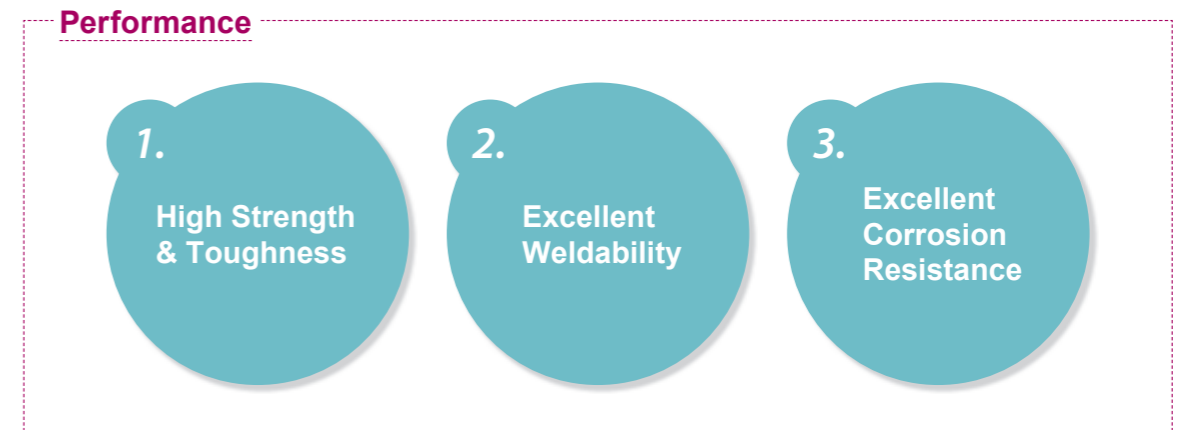 Performance
1.
High Strength
& Toughness
2.
Excellent
Weldability
3.
Excellent
Corrosion
Resistance